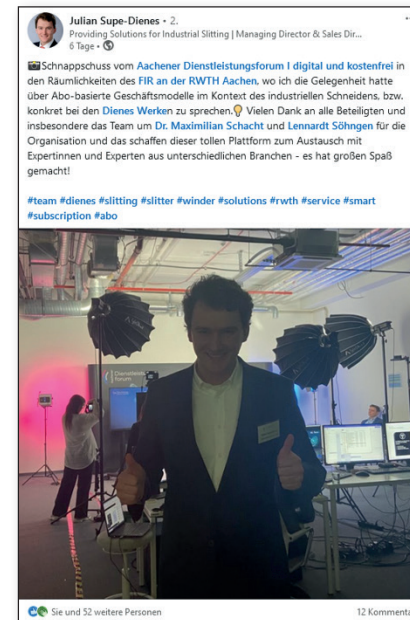 Julian Supe-Dienes • 2.
Providing Solutions for Industrial Slitting | Managing Director & Sales Dir...
6 Tage •
Schnappschuss vom Aachener Dienstleistungsforum I digital und kostenfrei in
den Räumlichkeiten des FIR an der RWTH Aachen, wo ich die Gelegenheit hatte
über Abo-basierte Geschäftsmodelle im Kontext des industriellen Schneidens, bzw.
konkret bei den Dienes Werken zu sprechen. Vielen Dank an alle Beteiligten und
insbesondere das Team um Dr. Maximilian Schacht und Lennardt Söhngen für die
Organisation und das schaffen dieser tollen Plattform zum Austausch mit
Expertinnen und Experten aus unterschiedlichen Branchen - es hat großen Spaß
gemacht!
#team #dienes #slitting #slitter #winder #solutions #rwth #service #smart
#subscription #abo
forum
Sie und 52 weitere Personen
12 Kommenta